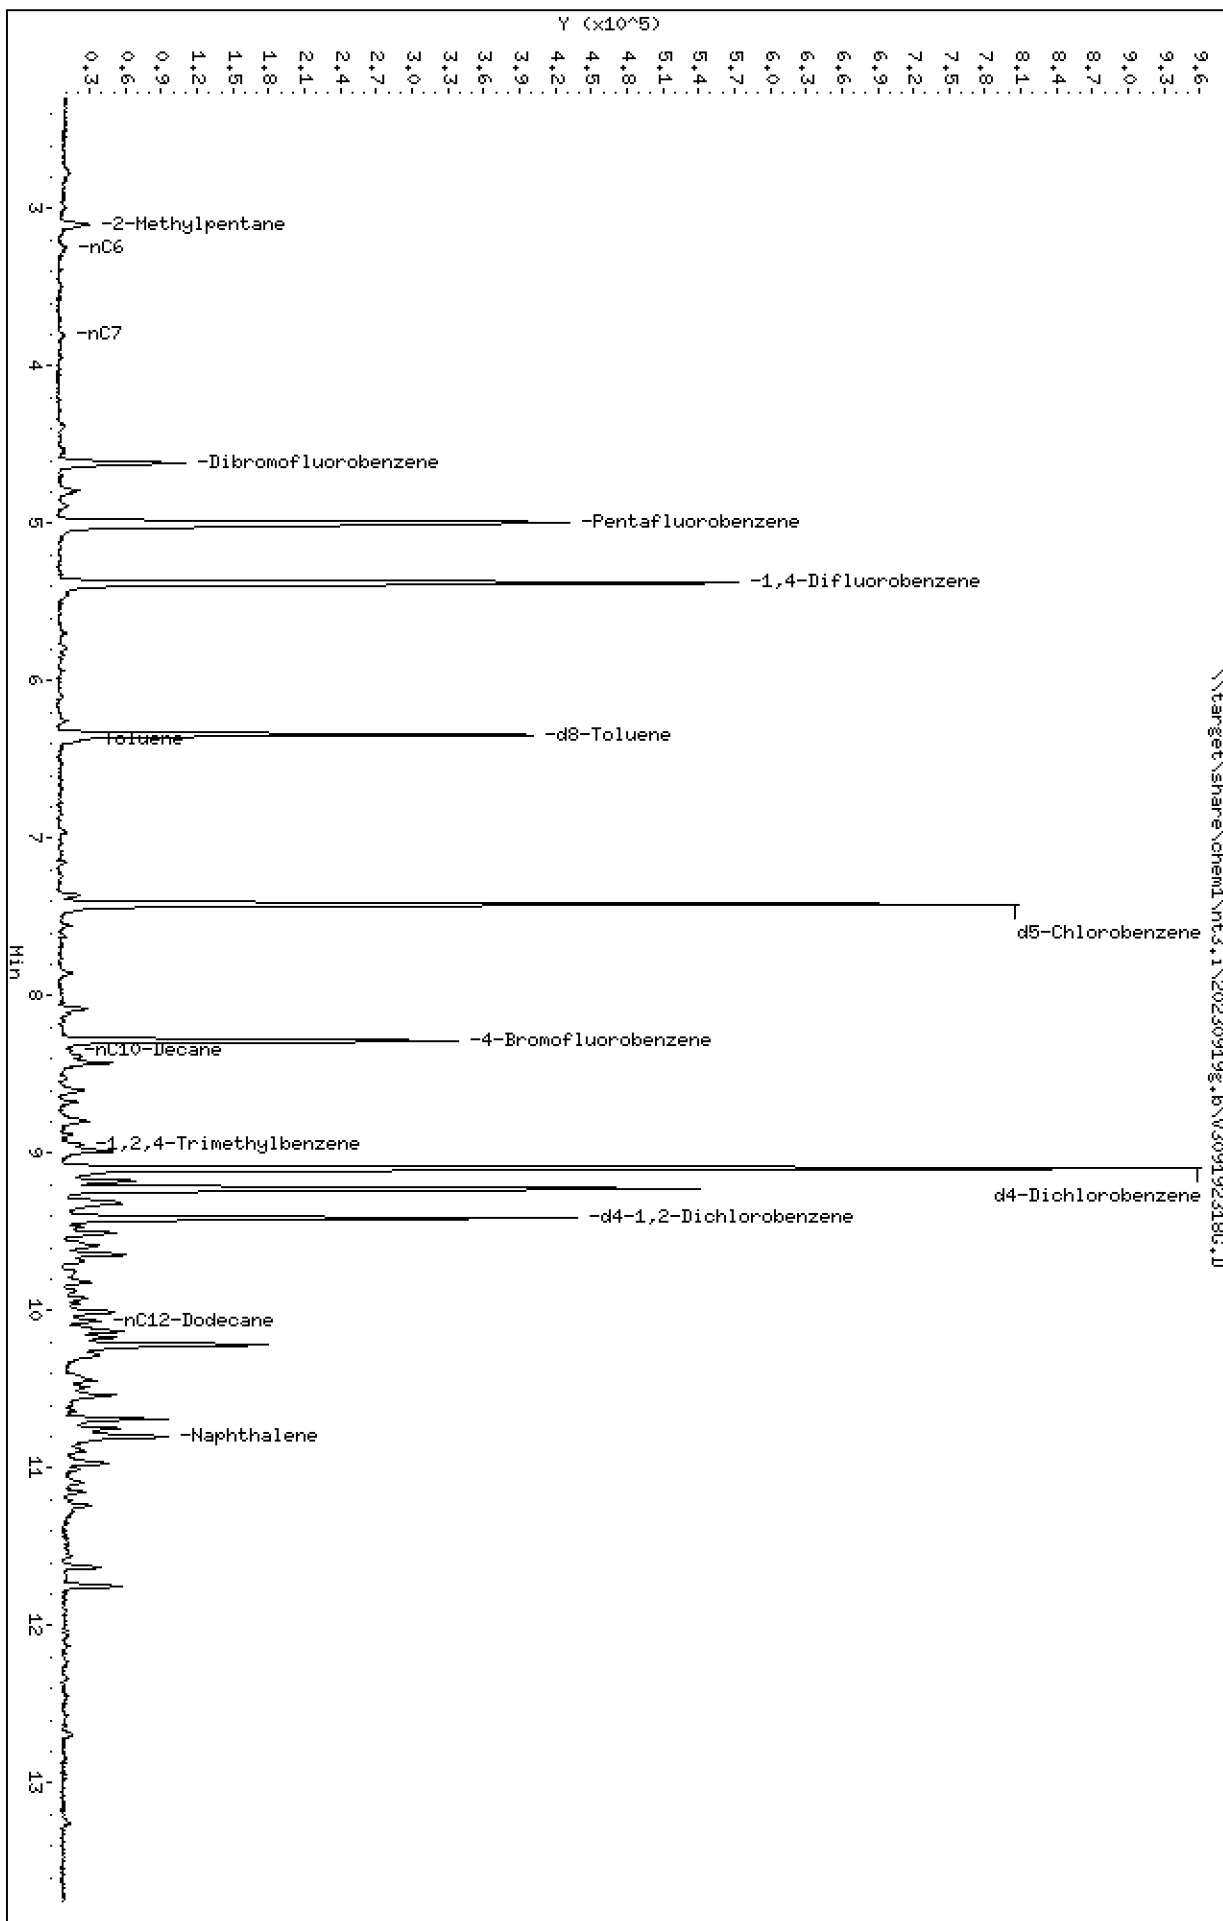 Y (x10^5)
0.3
0.6
0.9
1.2
1.5
1.8
2.1
2.4
2.7
3.0
3.3
3.6
3.9
4.2
4.5
4.8
5.1
5.4
5.7
6.0
6.3
6.6
6.9
7.2
7.5
7.8
8.1
8.4
8.7
9.0
9.3
9.6
-2-Methylpentane
-nC6
-nC7
-Dibromofluorobenzene
-Pentafluorobenzene
-1,4-Difluorobenzene
-d8-Toluene
Toluene
d5-Chlorobenzene
-4-Bromofluorobenzene
-nC10-Decane
-1,2,4-Trimethylbenzene
d4-Dichlorobenzene
-d4-1,2-Dichlorobenzene
-nC12-Dodecane
-Naphthalene
3
4
5
6
7
8
9
10
11
12
13
Min